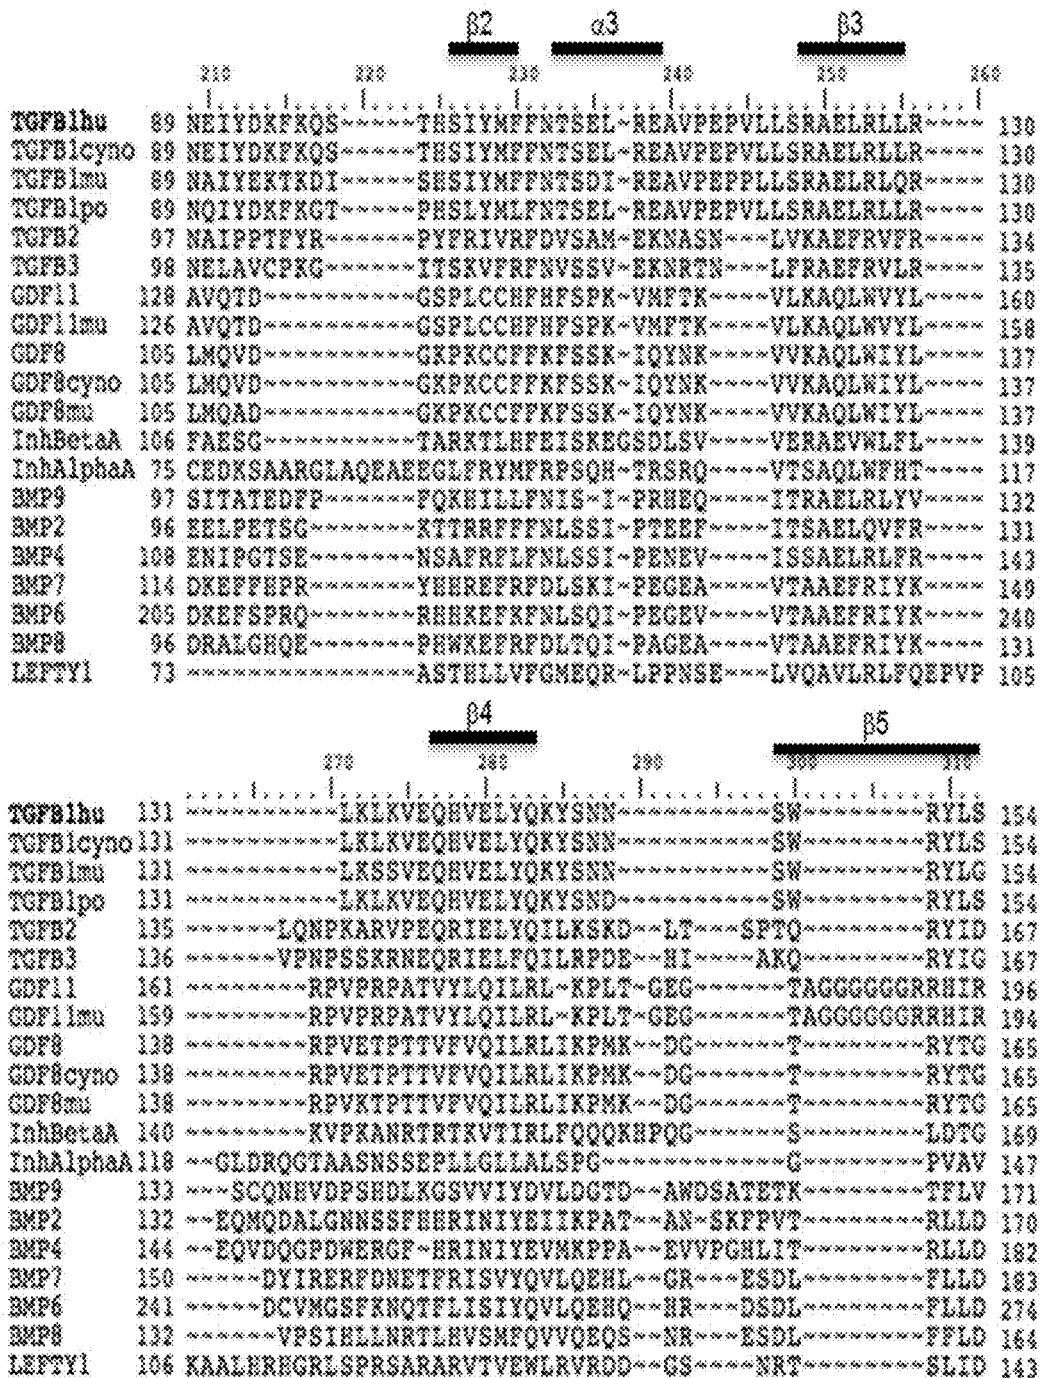 β2 α3 β3
210 220 230 240 250 260
TGFB1hu 89 NEIYDKFKQS~~~~~THSIYMFFNTSEL~REAVPEPVLLSRAELRLLR~~~~ 130
TGFB1cyno 89 NEIYDKFKQS~~~~~THSIYMFFNTSEL~REAVPEPVLLSRAELRLLR~~~~ 130
TGFB1mu 89 NAIYEKTKDI~~~~~SHSIYMFFNTSDI~REAVPEPPLLSRAELRLQR~~~~ 130
TGFB1po 89 NQIYDKFKGT~~~~~PHSLYMLFNTSEL~REAVPEPVLLSRAELRLLR~~~~ 130
TGFB2 97 NAIPPTFYR~~~~~~PYFRIVRFDVSAM~EKNASN~~~LVKAEFRVFR~~~~ 134
TGFB3 98 NELAVCPKG~~~~~~ITSKVFRFNVSSV~EKNRTN~~~LFRAEFRVLR~~~~ 135
GDF11 128 AVQTD~~~~~~~~~~GSPLCCHFHFSPK~VMFTK~~~~VLKAQLWVYL~~~~ 160
GDF11mu 126 AVQTD~~~~~~~~~~GSPLCCHFHFSPK~VMFTK~~~~VLKAQLWVYL~~~~ 158
GDF8 105 LMQVD~~~~~~~~~~GKPKCCFFKFSSK~IQYNK~~~~VVKAQLWIYL~~~~ 137
GDF8cyno 105 LMQVD~~~~~~~~~~GKPKCCFFKFSSK~IQYNK~~~~VVKAQLWIYL~~~~ 137
GDF8mu 105 LMQAD~~~~~~~~~~GKPKCCFFKFSSK~IQYNK~~~~VVKAQLWIYL~~~~ 137
InhBetaA 106 FAESG~~~~~~~~~~TARKTLHFEISKEGSDLSV~~~~VERAEVWLFL~~~~ 139
InhAlphaA 75 CEDKSAARGLAQEAEEGLFRYMFRPSQH~TRSRQ~~~~VTSAQLWFHT~~~~ 117
BMP9 97 SITATEDFP~~~~~~FQKHILLFNIS~I~PRHEQ~~~~ITRAELRLYV~~~~ 132
BMP2 96 EELPETSG~~~~~~~KTTRRFFFNLSSI~PTEEF~~~~ITSAELQVFR~~~~ 131
BMP4 108 ENIPGTSE~~~~~~~NSAFRFLFNLSSI~PENEV~~~~ISSAELRLFR~~~~ 143
BMP7 114 DKEFFHPR~~~~~~~YHHREFRFDLSKI~PEGEA~~~~VTAAEFRIYK~~~~ 149
BMP6 205 DKEFSPRQ~~~~~~~RHHKEFKFNLSQI~PEGEV~~~~VTAAEFRIYK~~~~ 240
BMP8 96 DRALGHQE~~~~~~~PHWKEFRFDLTQI~PAGEA~~~~VTAAEFRIYK~~~~ 131
LEFTY1 73 ~~~~~~~~~~~~~~~ASTHLLVFGMEQR~LPPNSE~~~LVQAVLRLFQEPVP 105
β4 β5
270 280 290 300 310
TGFB1hu 131 ~~~~~~~~~~LKLKVEQHVELYQKYSNN~~~~~~~~~~SW~~~~~~~~RYLS 154
TGFB1cyno 131 ~~~~~~~~~~LKLKVEQHVELYQKYSNN~~~~~~~~~~SW~~~~~~~~RYLS 154
TGFB1mu 131 ~~~~~~~~~~LKSSVEQHVELYQKYSNN~~~~~~~~~~SW~~~~~~~~RYLG 154
TGFB1po 131 ~~~~~~~~~~LKLKVEQHVELYQKYSND~~~~~~~~~~SW~~~~~~~~RYLS 154
TGFB2 135 ~~~~~~LQNPKARVPEQRIELYQILKSKD~~LT~~~SPTQ~~~~~~~~RYID 167
TGFB3 136 ~~~~~~VPNPSSKRNEQRIELFQILRPDE~~HI~~~~AKQ~~~~~~~~RYIG 167
GDF11 161 ~~~~~~~~RPVPRPATVYLQILRL~KPLT~GEG~~~~~~TAGGGGGGRRHIR 196
GDF11mu 159 ~~~~~~~~RPVPRPATVYLQILRL~KPLT~GEG~~~~~~TAGGGGGGRRHIR 194
GDF8 138 ~~~~~~~~RPVETPTTVFVQILRLIKPMK~~DG~~~~~~T~~~~~~~~RYTG 165
GDF8cyno 138 ~~~~~~~~RPVETPTTVFVQILRLIKPMK~~DG~~~~~~T~~~~~~~~RYTG 165
GDF8mu 138 ~~~~~~~~RPVKTPTTVFVQILRLIKPMK~~DG~~~~~~T~~~~~~~~RYTG 165
InhBetaA 140 ~~~~~~~~KVPKANRTRTKVTIRLFQQQKHPQG~~~~~~S~~~~~~~~LDTG 169
InhAlphaA 118 ~~GLDRQGTAASNSSEPLLGLLALSPG~~~~~~~~~~~~G~~~~~~~~PVAV 147
BMP9 133 ~~~SCQNHVDPSHDLKGSVVIYDVLDGTD~~AWDSATETK~~~~~~~~TFLV 171
BMP2 132 ~~EQMQDALGNNSSFHHRINIYEIIKPAT~~AN~SKFPVT~~~~~~~~RLLD 170
BMP4 144 ~~EQVDQGPDWERGF~HRINIYEVMKPPA~~EVVPGHLIT~~~~~~~~RLLD 182
BMP7 150 ~~~~~DYIRERFDNETFRISVYQVLQEHL~~GR~~~ESDL~~~~~~~~FLLD 183
BMP6 241 ~~~~~DCVMGSFKNQTFLISIYQVLQEHQ~~HR~~~DSDL~~~~~~~~FLLD 274
BMP8 132 ~~~~~~VPSIHLLNRTLHVSMFQVVQEQS~~NR~~~ESDL~~~~~~~~FFLD 164
LEFTY1 106 KAALHRHGRLSPRSARARVTVEWLRVRDD~~GS~~~~NRT~~~~~~~~SLID 143